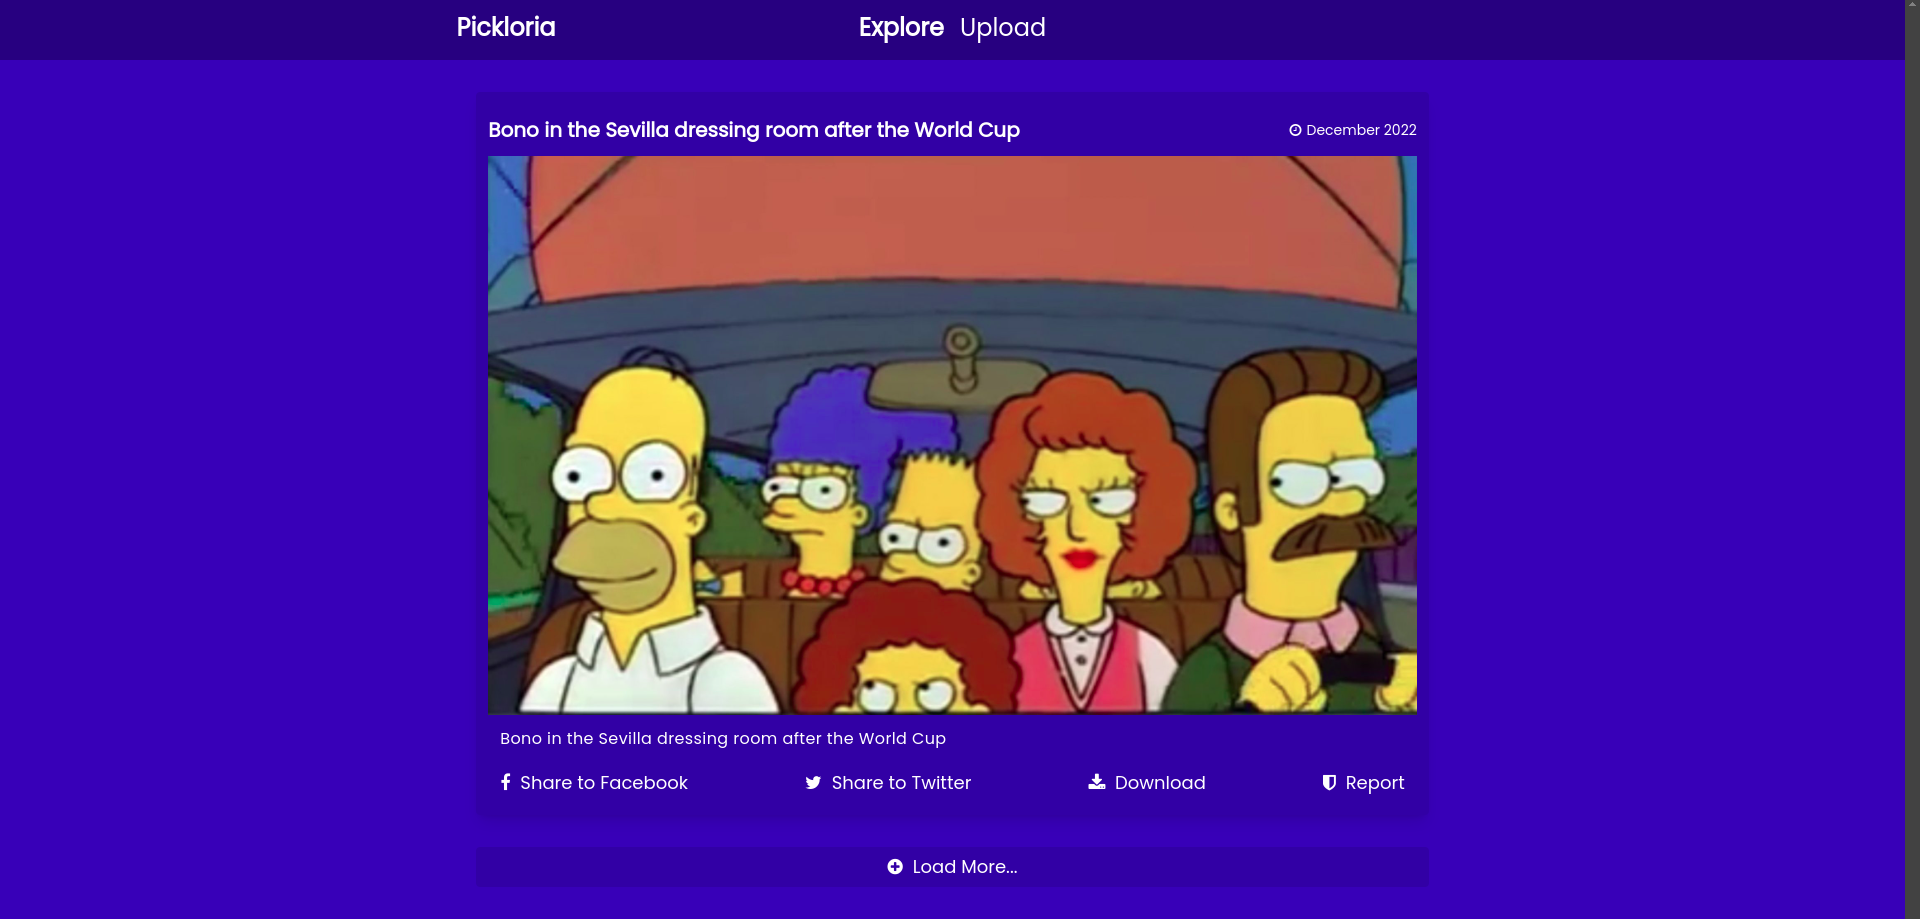 Pickloria
Explore Upload
Bono in the Sevilla dressing room after the World Cup
December 2022
Bono in the Sevilla dressing room after the World Cup
Share to Facebook
Share to Twitter
Download
Report
Load More...